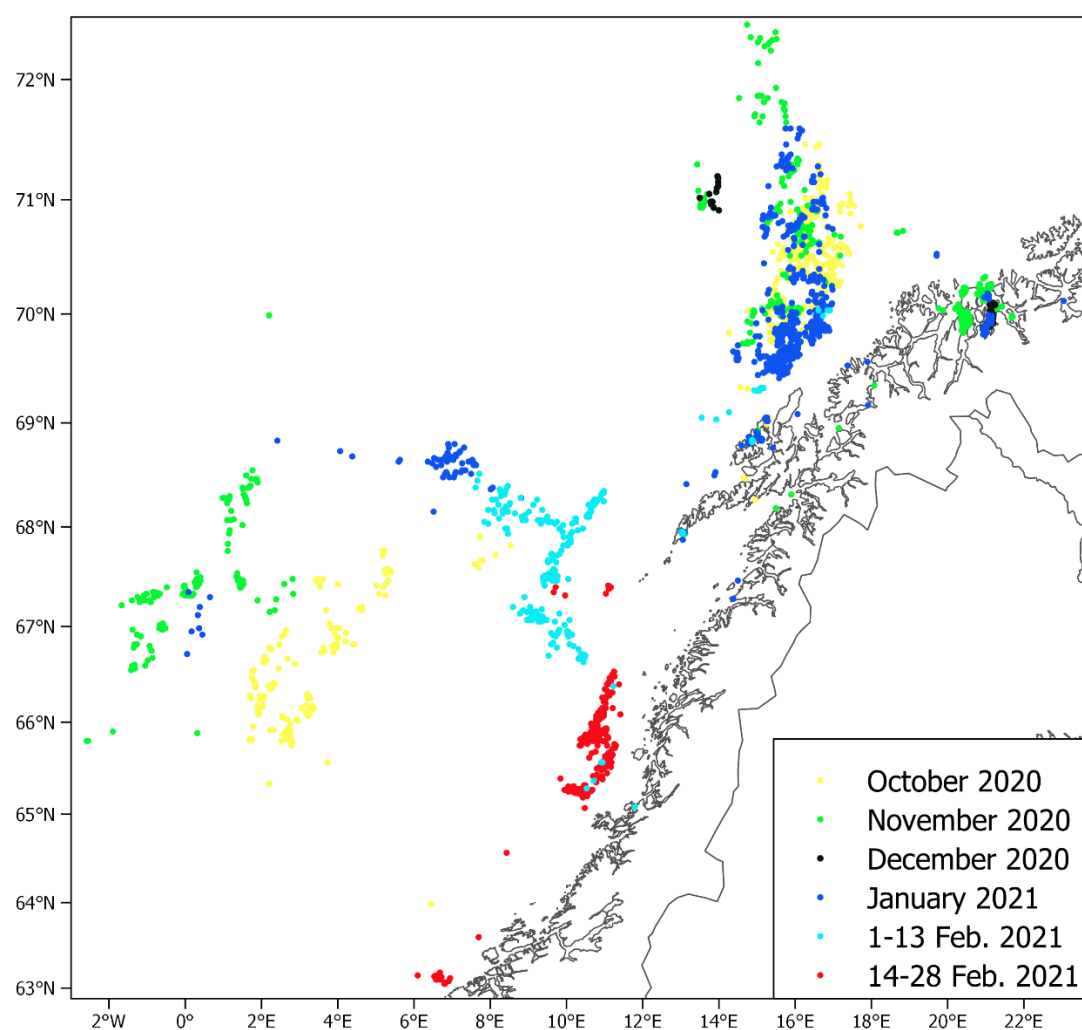 72°N
71°N
70°N
69°N
68°N
67°N
66°N
65°N
64°N
63°N
October 2020
November 2020
December 2020
January 2021
1-13 Feb. 2021
14-28 Feb. 2021
2°W 0° 2°E 4°E 6°E 8°E 10°E 12°E 14°E 16°E 18°E 20°E 22°E